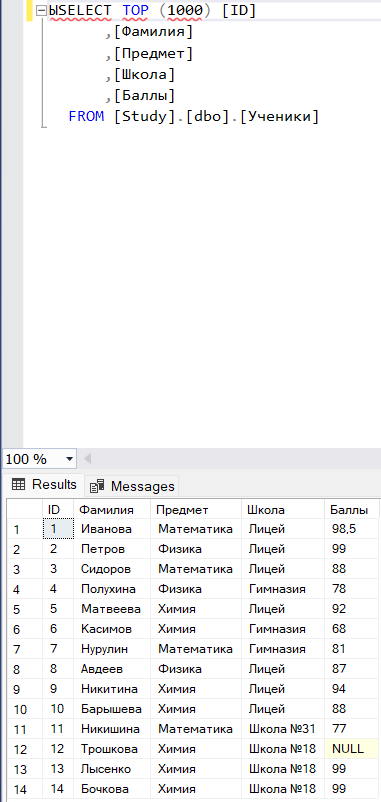 ЫSELECT TOP (1000) [ID]
,[Фамилия]
,[Предмет]
,[Школа]
,[Баллы]
FROM [Study].[dbo].[Ученики]
100 %
Results Messages
ID Фамилия Предмет Школа Баллы
1 1 Иванова Математика Лицей 98,5
2 2 Петров Физика Лицей 99
3 3 Сидоров Математика Лицей 88
4 4 Полухина Физика Гимназия 78
5 5 Матвеева Химия Лицей 92
6 6 Касимов Химия Гимназия 68
7 7 Нурулин Математика Гимназия 81
8 8 Авдеев Физика Лицей 87
9 9 Никитина Химия Лицей 94
10 10 Барышева Химия Лицей 88
11 11 Никишина Математика Школа №31 77
12 12 Трошкова Химия Школа №18 NULL
13 13 Лысенко Химия Школа №18 99
14 14 Бочкова Химия Школа №18 99